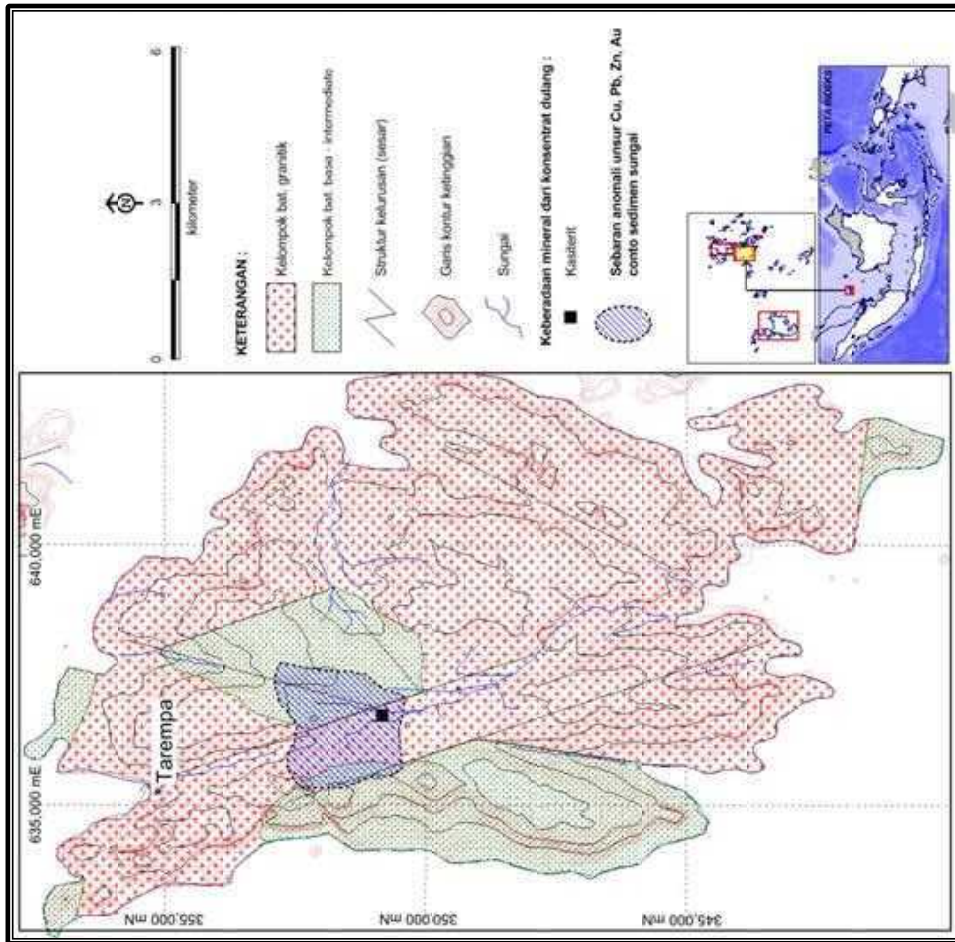 0
3
6
N
kilometer
KETERANGAN :
Kelompok bat. granitik
Kelompok bat. basa - intermediate
Struktur kelurusan (sesar)
Garis kontur ketinggian
Sungai
Keberadaan mineral dari konsentrat dulang :
Kasiterit
Sebaran anomali unsur Cu, Pb, Zn, Au
conto sedimen sungai
PETA INDEKS
635,000 mE
640,000 mE
Tarempa
355,000 mN
350,000 mN
345,000 mN